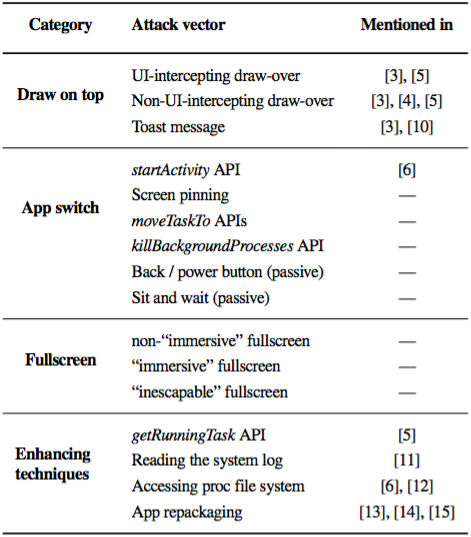 Category Attack vector Mentioned in
Draw on top
UI-intercepting draw-over [3], [5]
Non-UI-intercepting draw-over [3], [4], [5]
Toast message [3], [10]
App switch
startActivity API [6]
Screen pinning —
moveTaskTo APIs —
killBackgroundProcesses API —
Back / power button (passive) —
Sit and wait (passive) —
Fullscreen
non-“immersive” fullscreen —
“immersive” fullscreen —
“inescapable” fullscreen —
Enhancing
techniques
getRunningTask API [5]
Reading the system log [11]
Accessing proc file system [6], [12]
App repackaging [13], [14], [15]